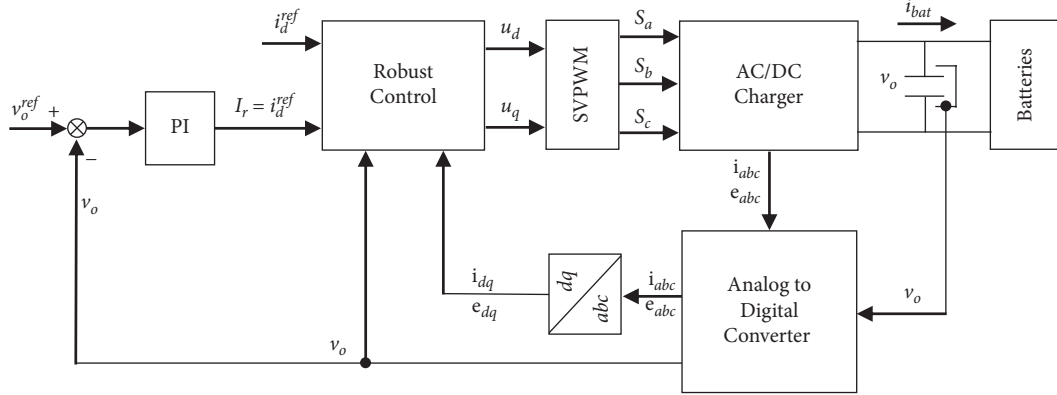 i_d^ref
v_o^ref +
−
v_o
PI
I_r = i_d^ref
Robust
Control
u_d
u_q
SVPWM
S_a
S_b
S_c
AC/DC
Charger
i_bat
v_o
Batteries
i_abc
e_abc
Analog to
Digital
Converter
v_o
i_abc
e_abc
dq
abc
i_dq
e_dq
v_o